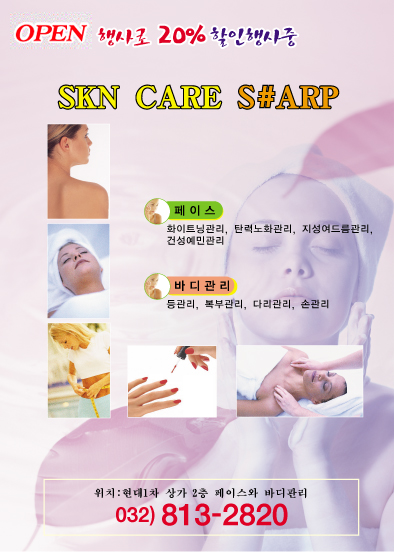 OPEN 행사로 20% 할인행사중
SKN CARE S#ARP
페이스
화이트닝관리, 탄력노화관리, 지성여드름관리,
건성예민관리
바디관리
등관리, 복부관리, 다리관리, 손관리
위치:현대1차 상가 2층 페이스와 바디관리
032) 813-2820